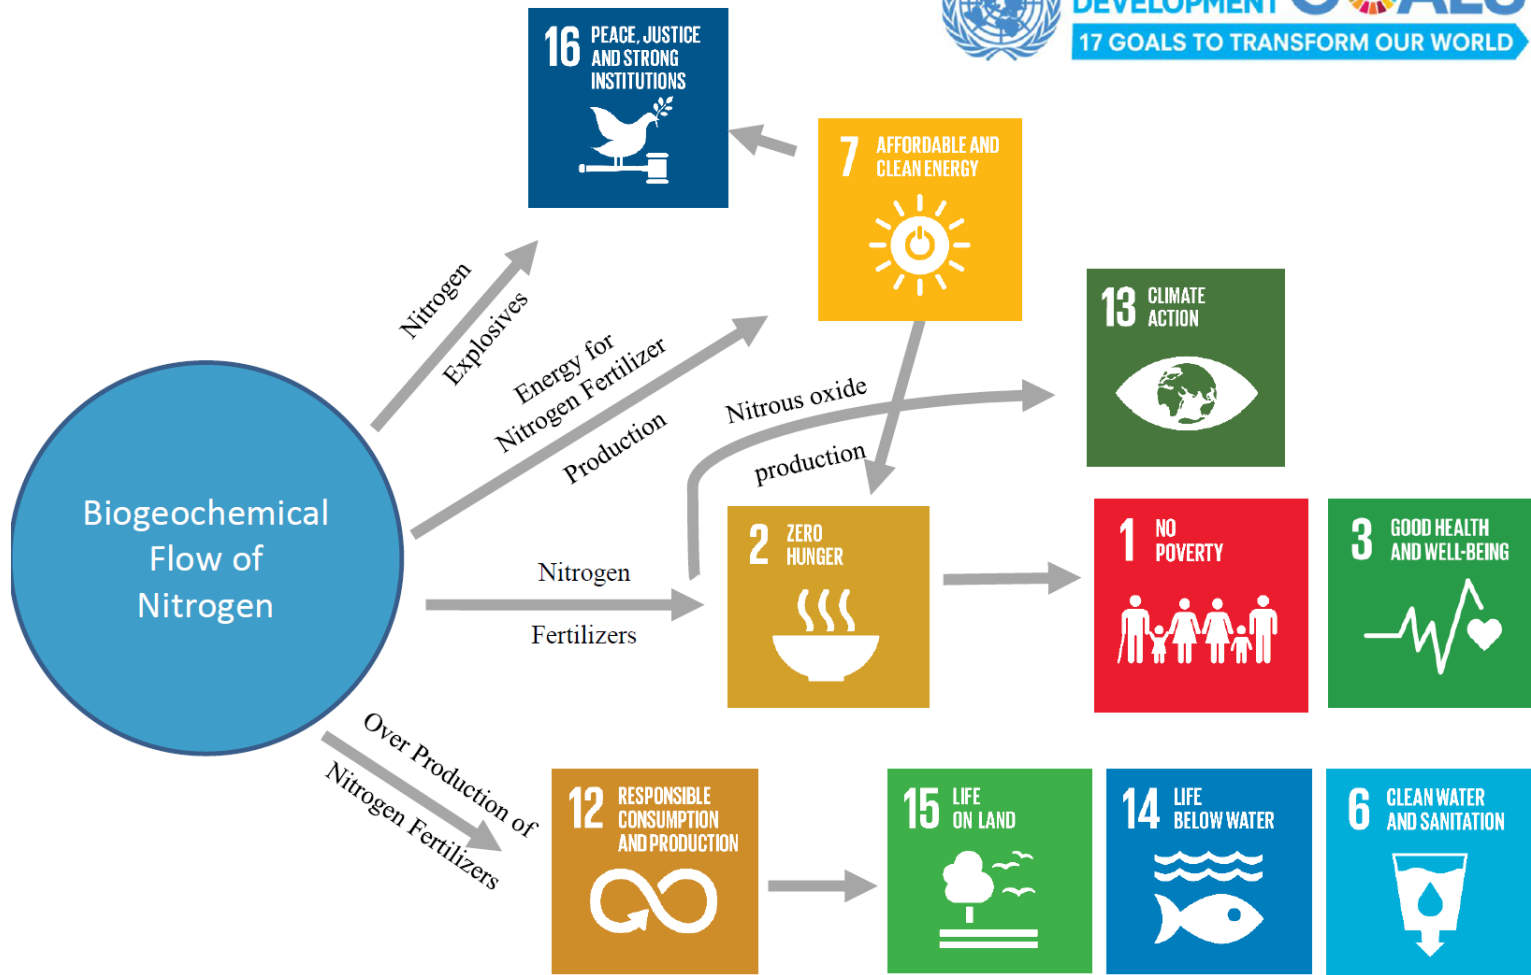 DEVELOPMENT GOALS
17 GOALS TO TRANSFORM OUR WORLD
16 PEACE, JUSTICE
AND STRONG
INSTITUTIONS
7 AFFORDABLE AND
CLEAN ENERGY
13 CLIMATE
ACTION
Nitrogen
Explosives
Energy for
Nitrogen Fertilizer
Production
Nitrous oxide
production
Biogeochemical
Flow of
Nitrogen
Nitrogen
Fertilizers
2 ZERO
HUNGER
1 NO
POVERTY
3 GOOD HEALTH
AND WELL-BEING
Over Production of
Nitrogen Fertilizers
12 RESPONSIBLE
CONSUMPTION
AND PRODUCTION
15 LIFE
ON LAND
14 LIFE
BELOW WATER
6 CLEAN WATER
AND SANITATION